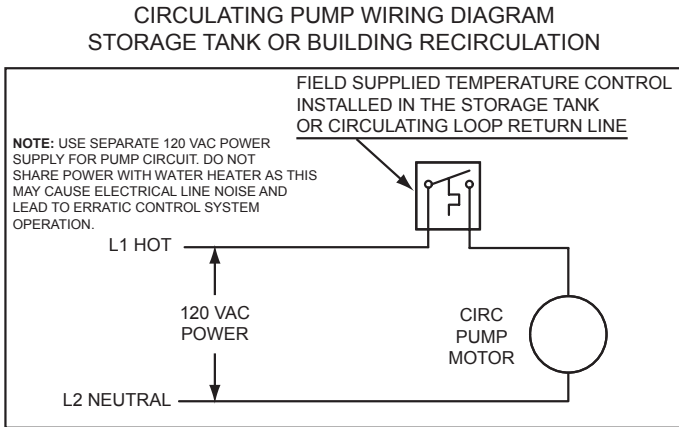 CIRCULATING PUMP WIRING DIAGRAM
STORAGE TANK OR BUILDING RECIRCULATION
FIELD SUPPLIED TEMPERATURE CONTROL
INSTALLED IN THE STORAGE TANK
OR CIRCULATING LOOP RETURN LINE
NOTE: USE SEPARATE 120 VAC POWER
SUPPLY FOR PUMP CIRCUIT. DO NOT
SHARE POWER WITH WATER HEATER AS THIS
MAY CAUSE ELECTRICAL LINE NOISE AND
LEAD TO ERRATIC CONTROL SYSTEM
OPERATION.
L1 HOT
120 VAC
POWER
CIRC
PUMP
MOTOR
L2 NEUTRAL